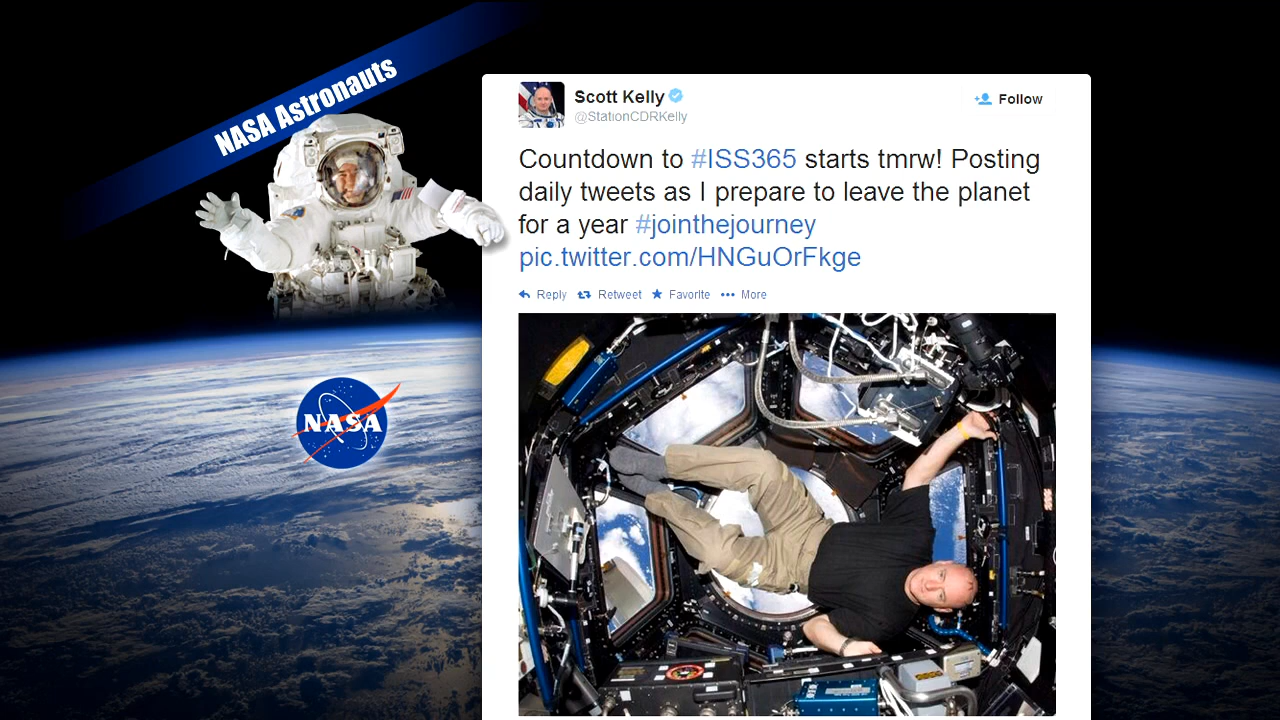 NASA Astronauts
Scott Kelly
@StationCDRKelly
Follow
Countdown to #ISS365 starts tmrw! Posting
daily tweets as I prepare to leave the planet
for a year #jointhejourney
pic.twitter.com/HNGuOrFkge
Reply Retweet Favorite More
NASA